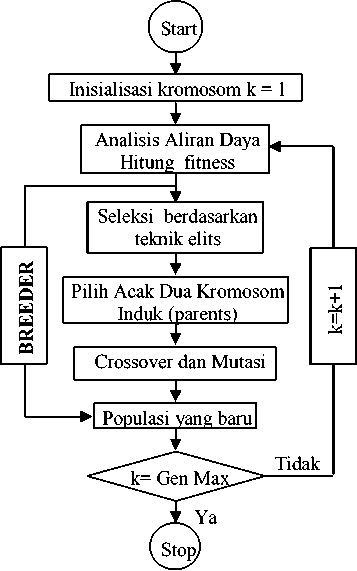 Start
Inisialisasi kromosom k = 1
Analisis Aliran Daya
Hitung fitness
Seleksi berdasarkan
teknik elits
BREEDER
Pilih Acak Dua Kromosom
Induk (parents)
k=k+1
Crossover dan Mutasi
Populasi yang baru
k= Gen Max
Tidak
Ya
Stop